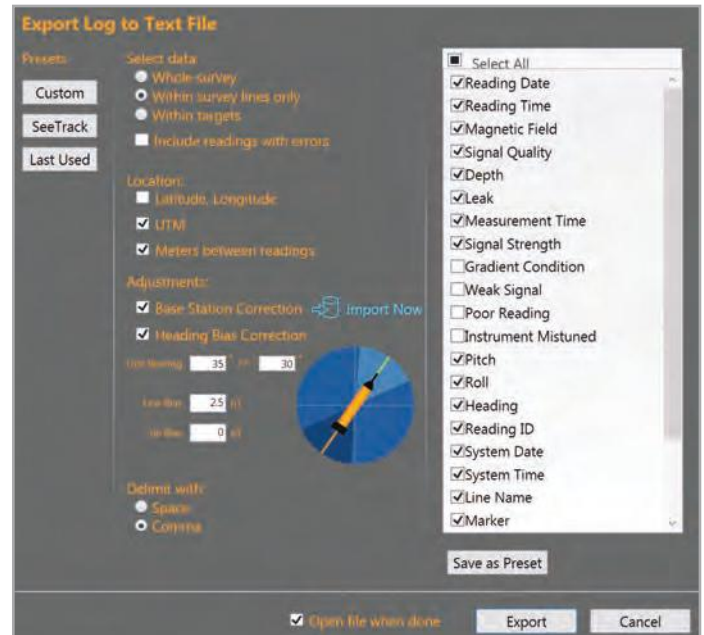 Export Log to Text File
Presets:
Custom
SeeTrack
Last Used
Select data:
Whole survey
Within survey lines only
Within targets
Include readings with errors
Location:
Latitude, Longitude
UTM
Meters between readings
Adjustments:
Base Station Correction
Import Now
Heading Bias Correction
35
30
Line Bias
2.5 nT
0 nT
Delimit with:
Space
Comma
Select All
Reading Date
Reading Time
Magnetic Field
Signal Quality
Depth
Leak
Measurement Time
Signal Strength
Gradient Condition
Weak Signal
Poor Reading
Instrument Mistuned
Pitch
Roll
Heading
Reading ID
System Date
System Time
Line Name
Marker
Save as Preset
Open file when done
Export
Cancel